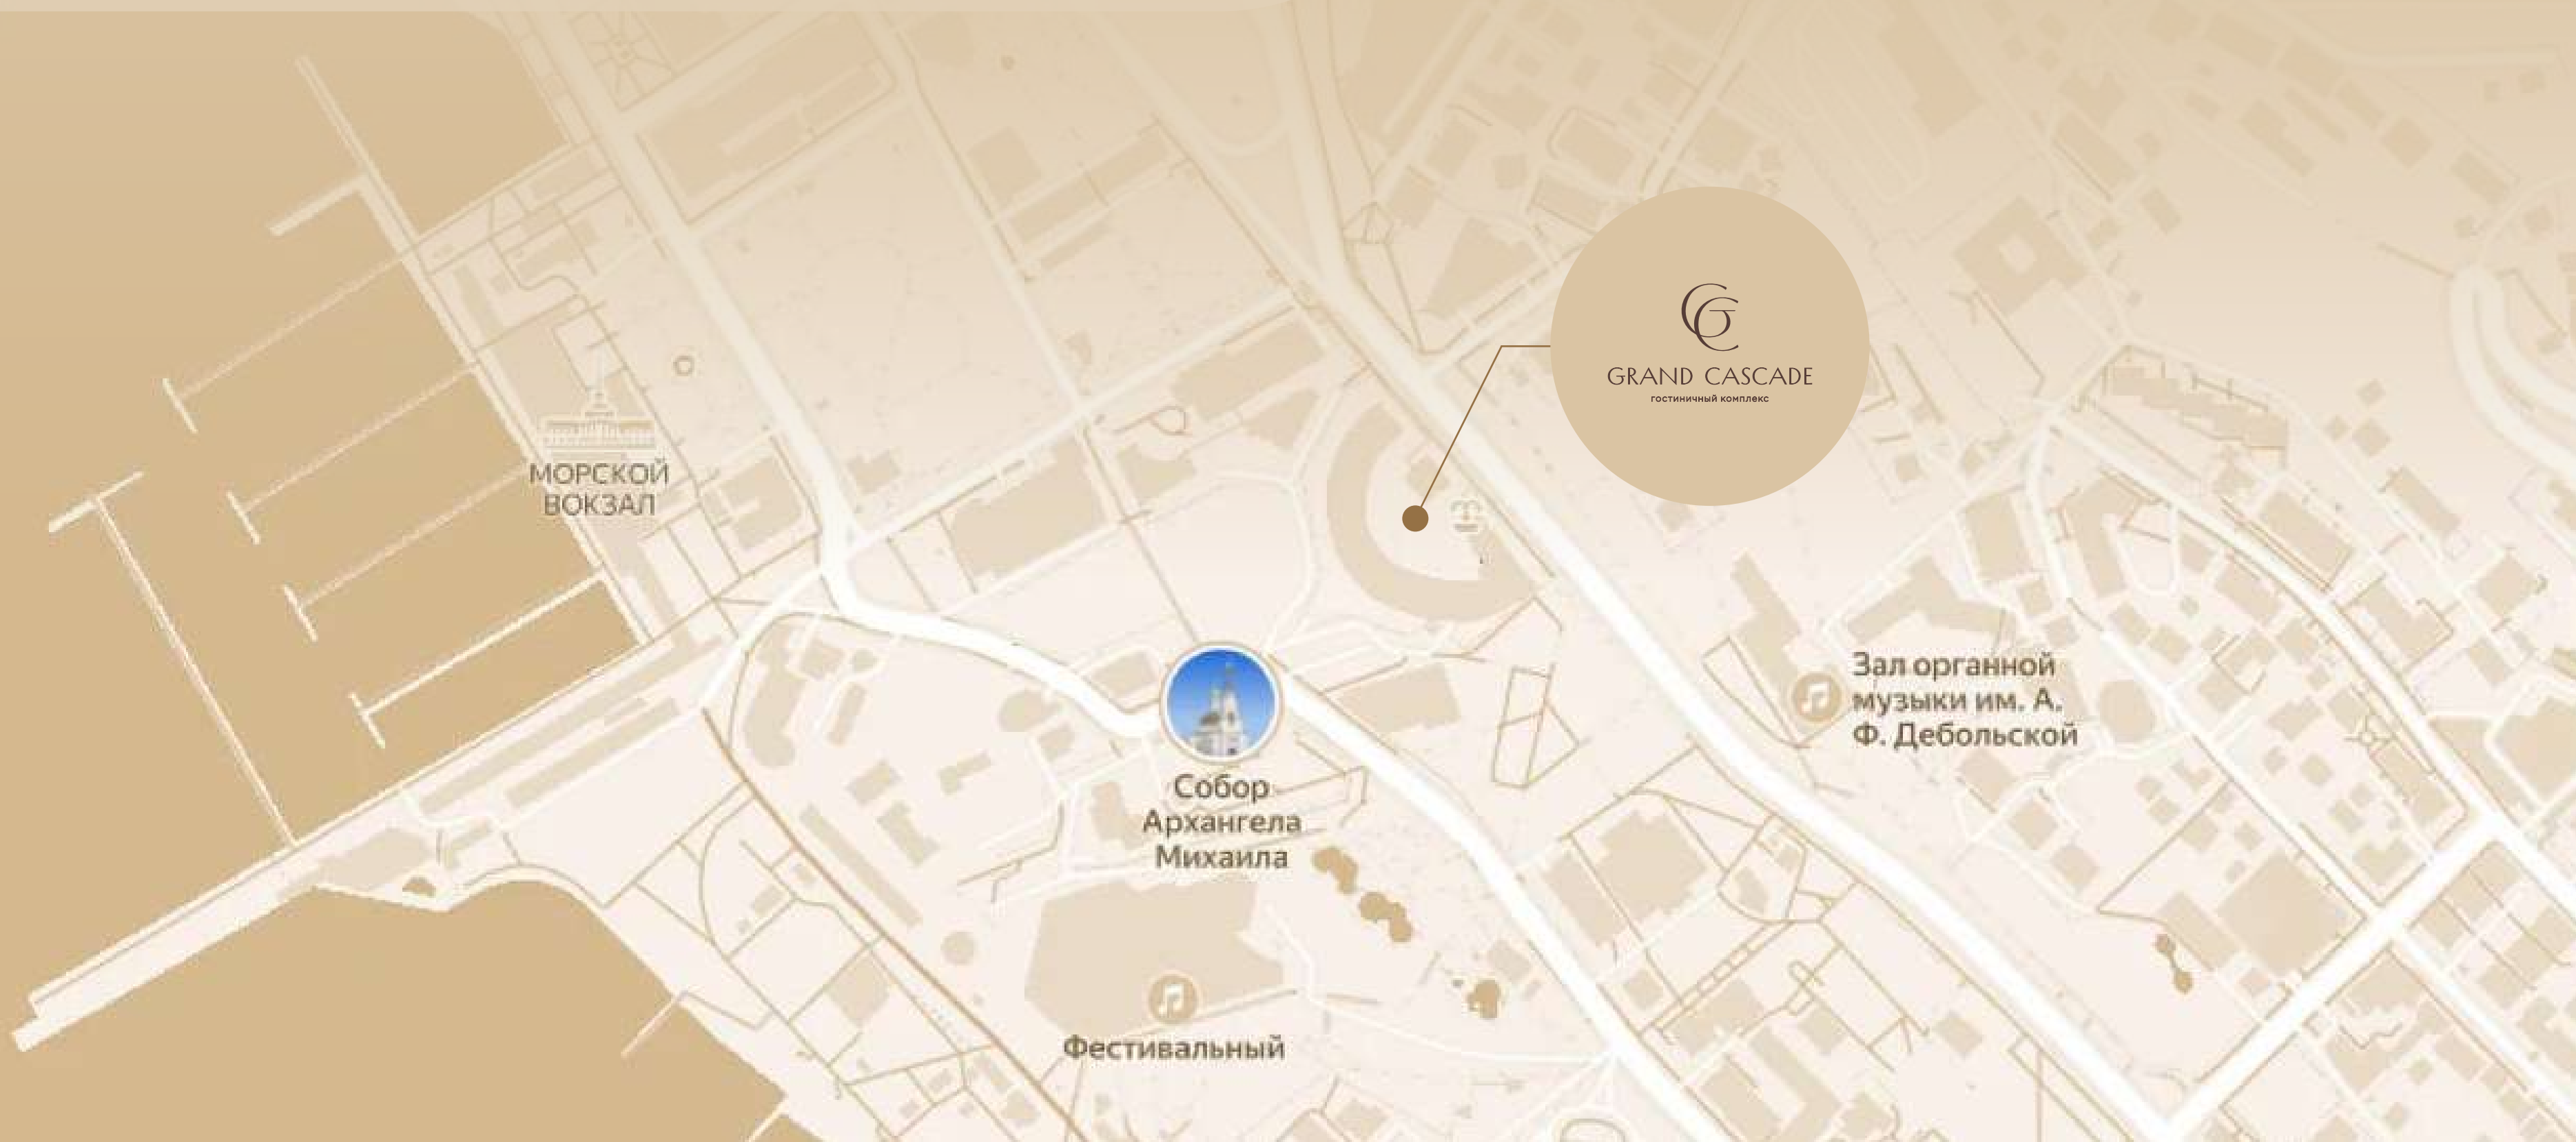 GRAND CASCADE
гостиничный комплекс
МОРСКОЙ
ВОКЗАЛ
Зал органной
музыки им. А.
Ф. Дебольской
Собор
Архангела
Михаила
Фестивальный